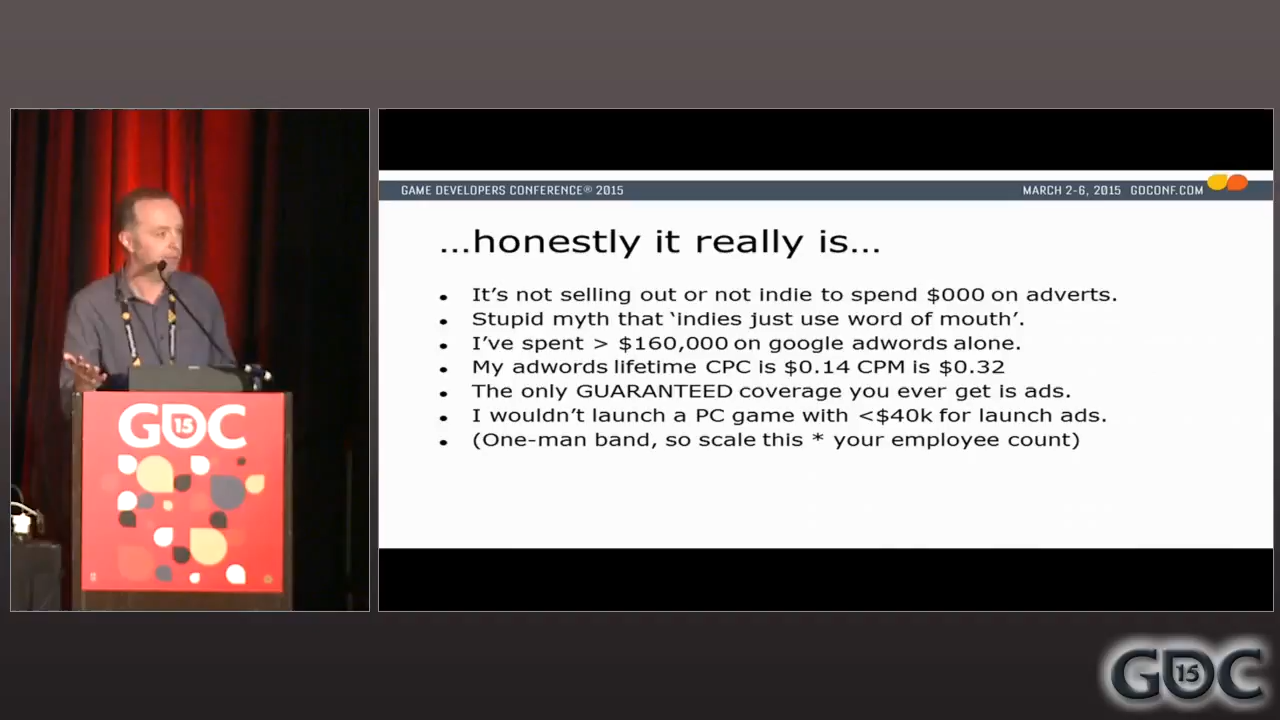 GAME DEVELOPERS CONFERENCE® 2015
MARCH 2-6, 2015 GDCONF.COM
...honestly it really is...
• It's not selling out or not indie to spend $000 on adverts.
• Stupid myth that ‘indies just use word of mouth’.
• I've spent > $160,000 on google adwords alone.
• My adwords lifetime CPC is $0.14 CPM is $0.32
• The only GUARANTEED coverage you ever get is ads.
• I wouldn't launch a PC game with <$40k for launch ads.
• (One-man band, so scale this * your employee count)
GDC 15
GDC 15